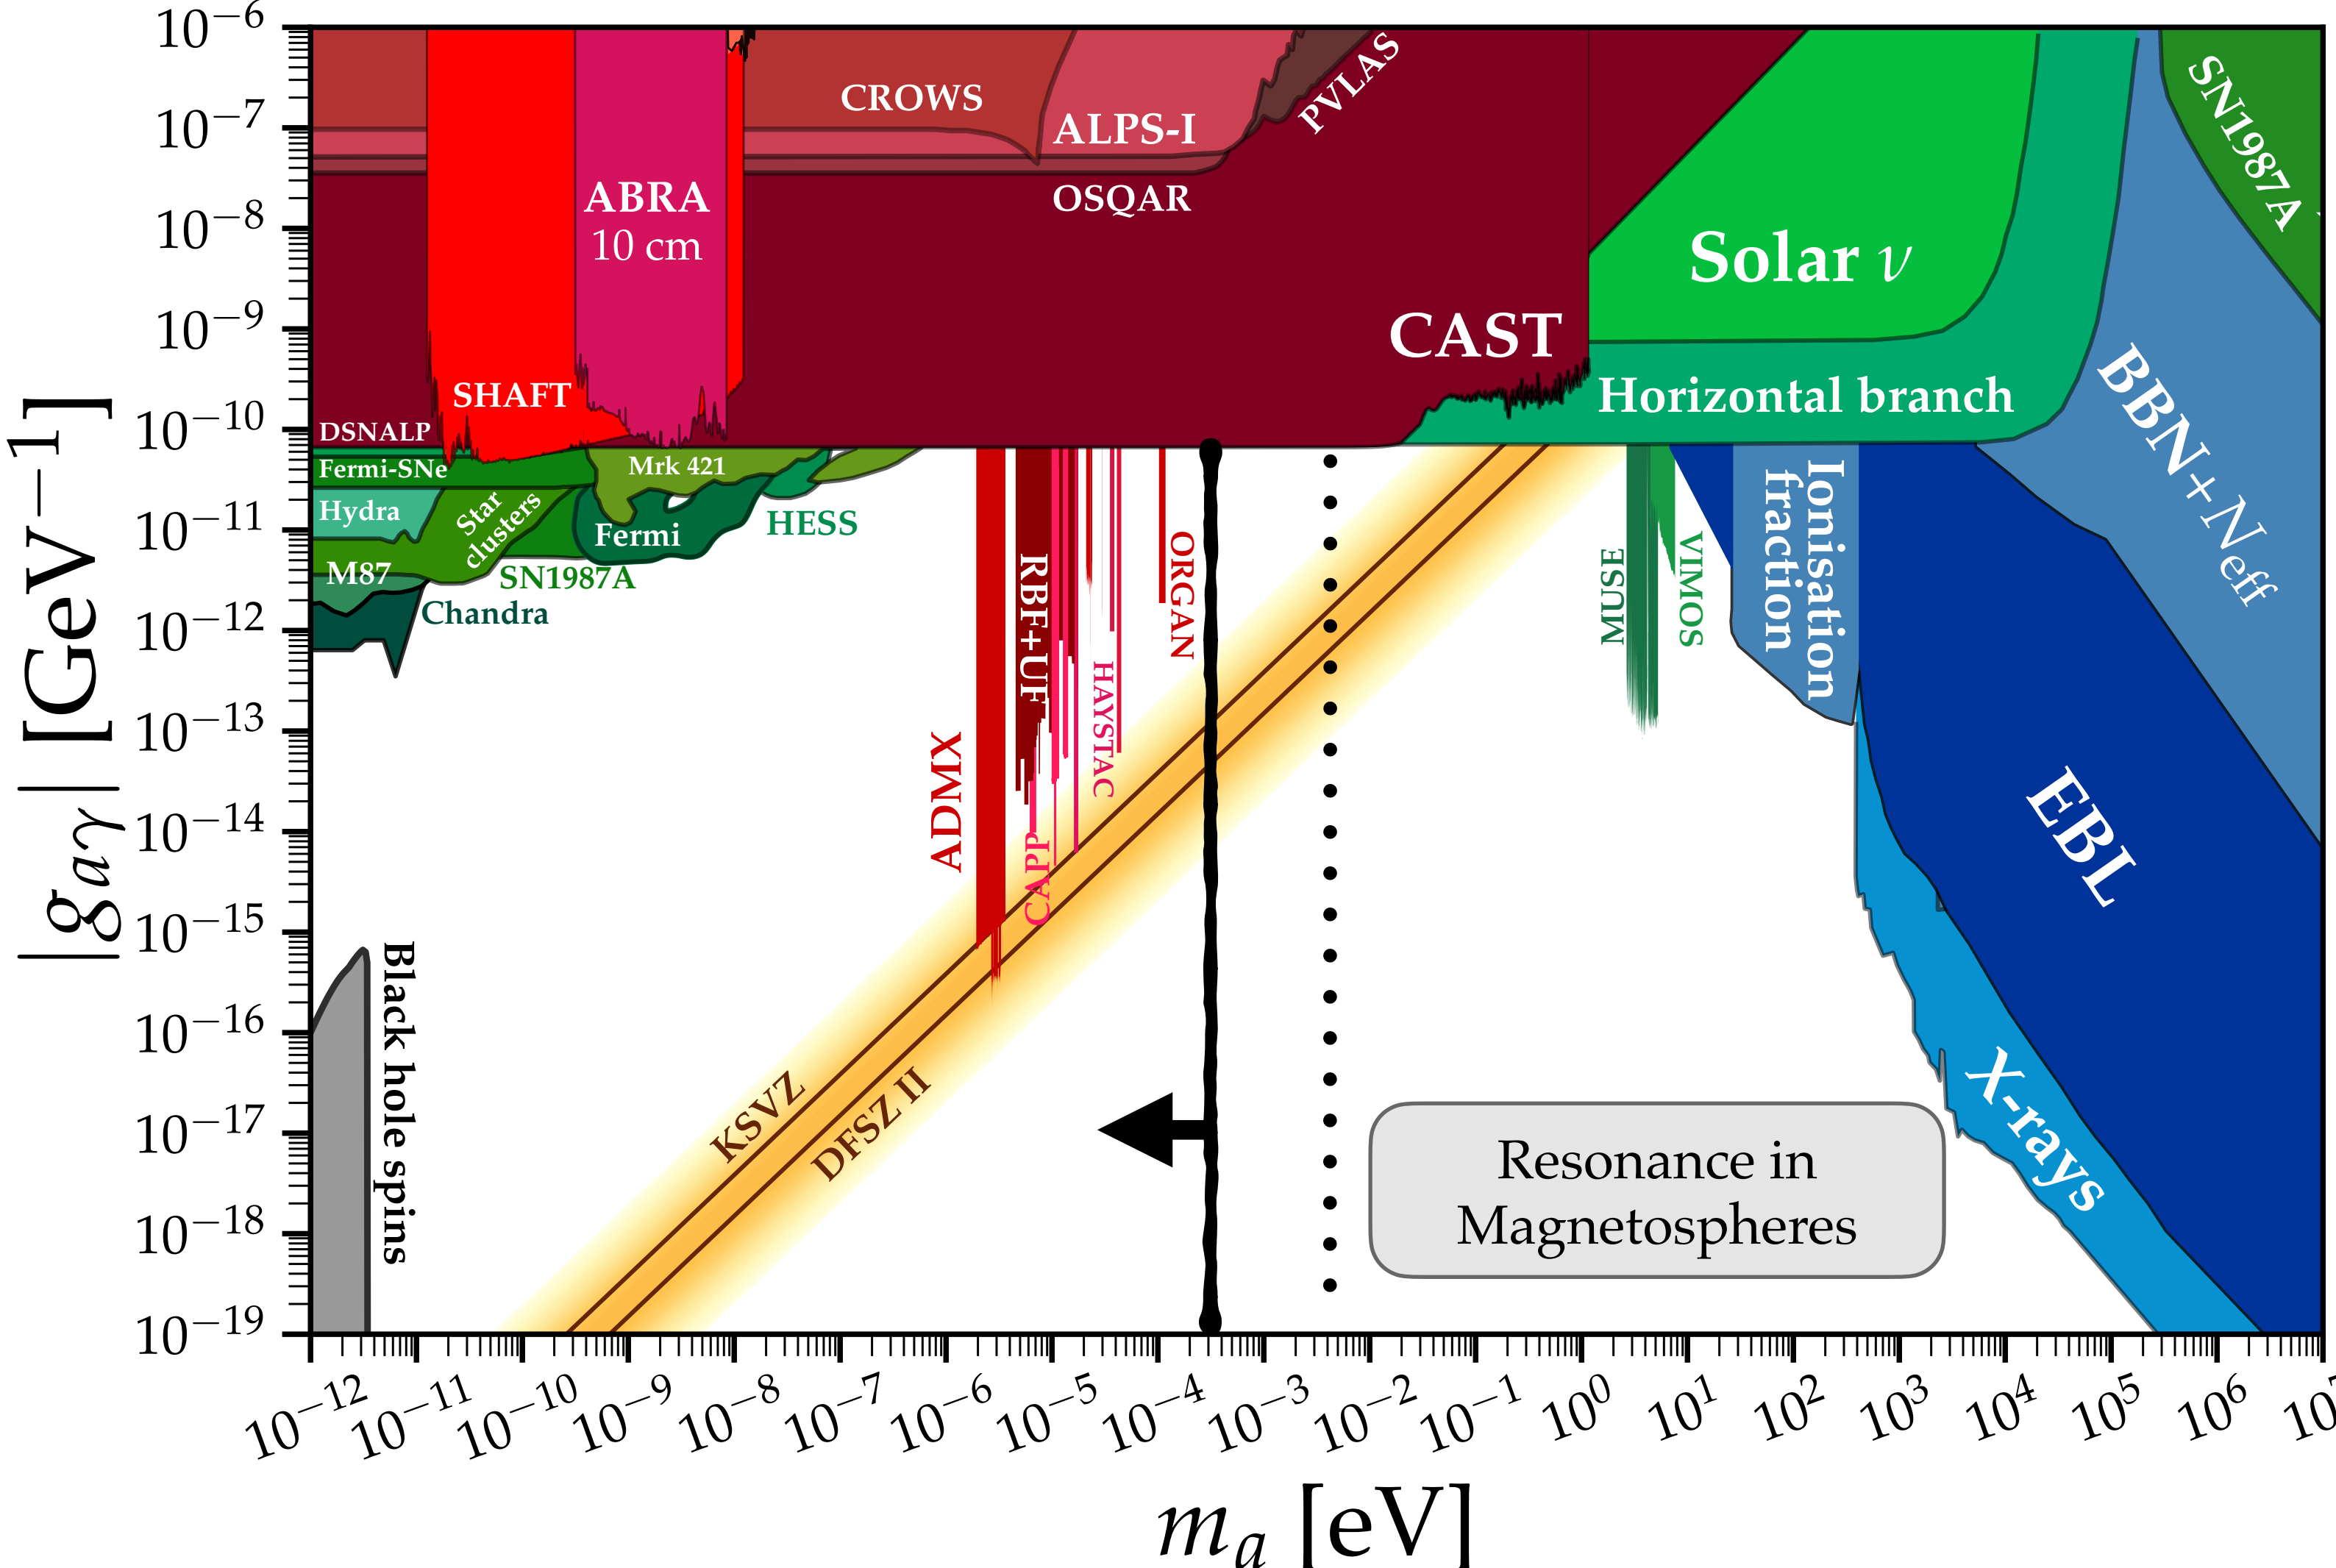 |g_{aγ}| [GeV^{−1}]
10^{−6}
10^{−7}
10^{−8}
10^{−9}
10^{−10}
10^{−11}
10^{−12}
10^{−13}
10^{−14}
10^{−15}
10^{−16}
10^{−17}
10^{−18}
10^{−19}
CROWS
ALPS-I
PVLAS
OSQAR
ABRA
10 cm
SHAFT
CAST
Solar ν
Horizontal branch
SN1987A
BBN+N_{eff}
DSNALP
Fermi-SNe
Mrk 421
Hydra
Star
clusters
Fermi
HESS
M87
SN1987A
Chandra
RBF+UF
ORGAN
HAYSTAC
ADMX
CAPP
MUSE
VIMOS
Ionisation
fraction
EBL
X-rays
Black hole spins
KSVZ
DFSZ II
Resonance in
Magnetospheres
10^{−12}
10^{−11}
10^{−10}
10^{−9}
10^{−8}
10^{−7}
10^{−6}
10^{−5}
10^{−4}
10^{−3}
10^{−2}
10^{−1}
10^{0}
10^{1}
10^{2}
10^{3}
10^{4}
10^{5}
10^{6}
m_a [eV]